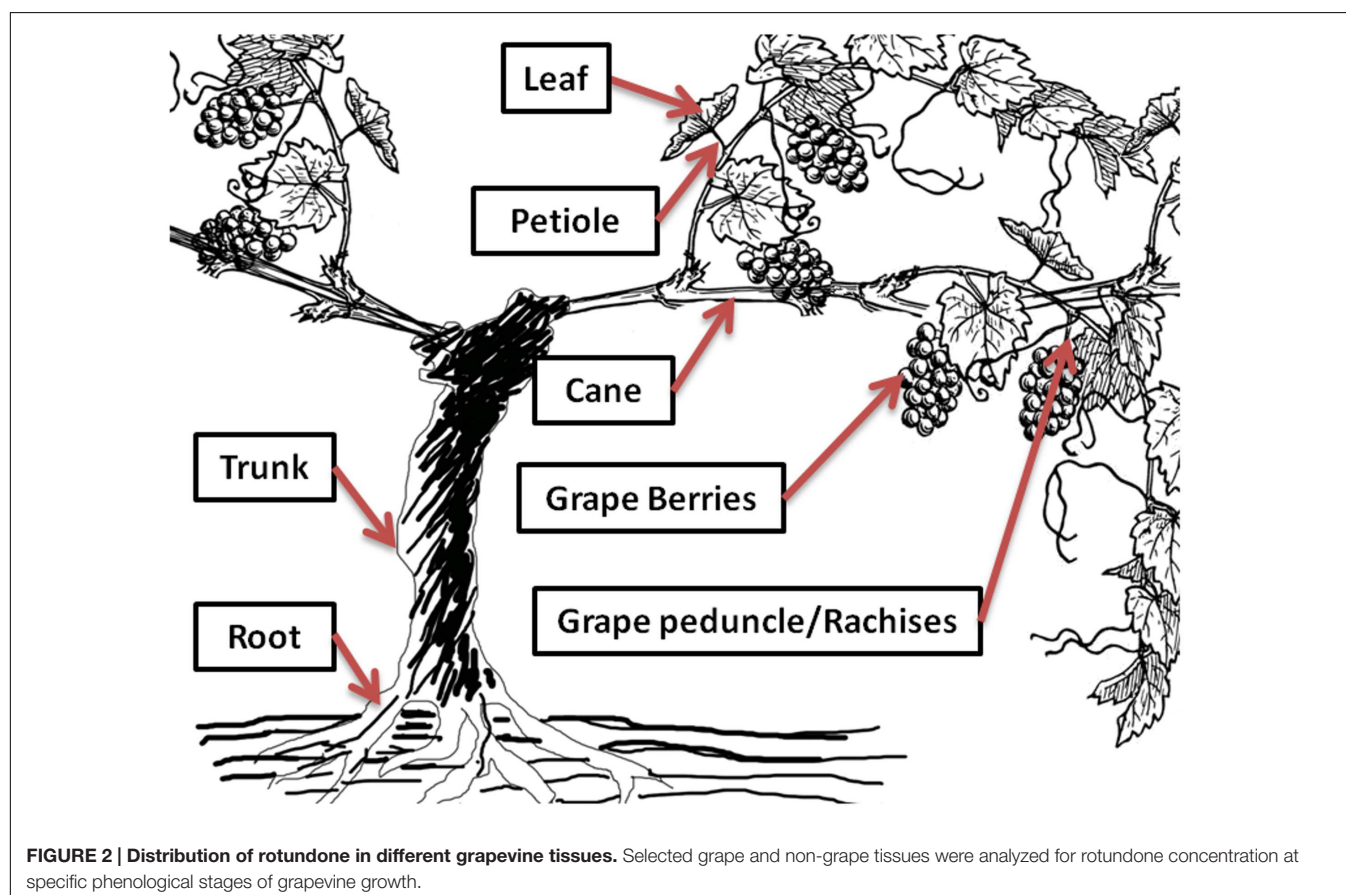 Leaf
Petiole
Cane
Trunk
Grape Berries
Grape peduncle/Rachises
Root
FIGURE 2 | Distribution of rotundone in different grapevine tissues. Selected grape and non-grape tissues were analyzed for rotundone concentration at
specific phenological stages of grapevine growth.